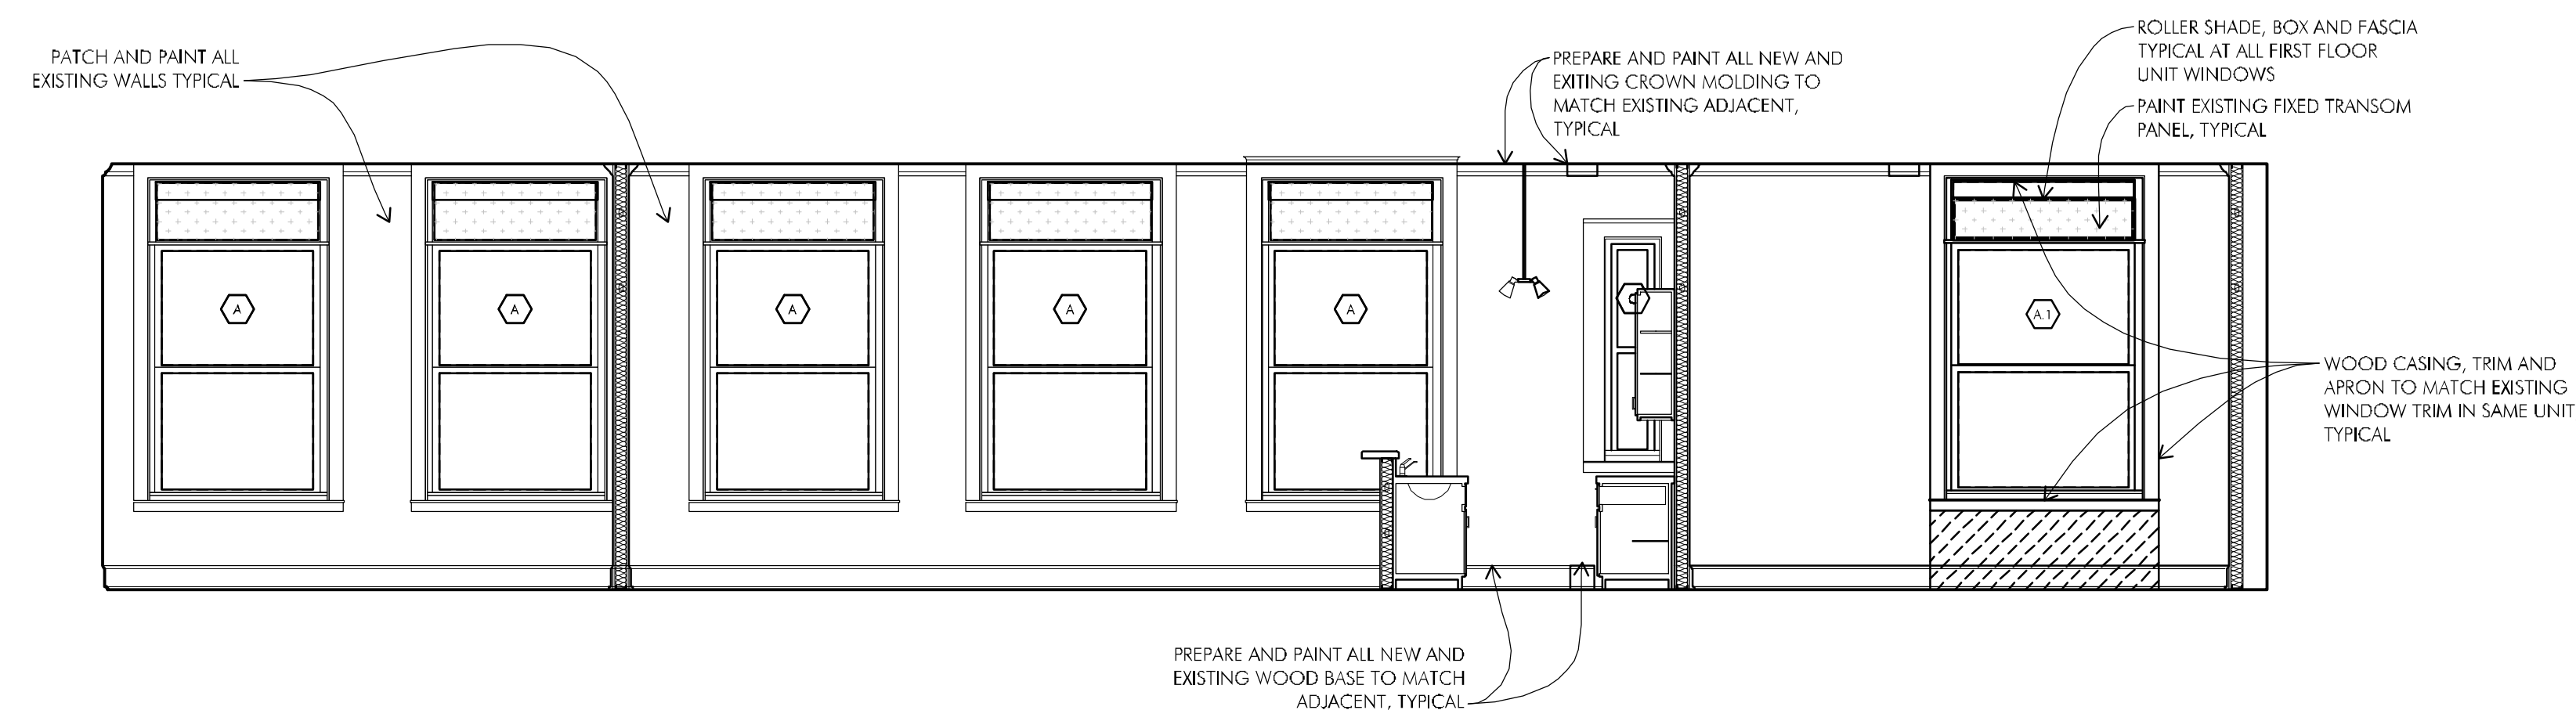 PATCH AND PAINT ALL
EXISTING WALLS TYPICAL
PREPARE AND PAINT ALL NEW AND
EXITING CROWN MOLDING TO
MATCH EXISTING ADJACENT,
TYPICAL
ROLLER SHADE, BOX AND FASCIA
TYPICAL AT ALL FIRST FLOOR
UNIT WINDOWS
PAINT EXISTING FIXED TRANSOM
PANEL, TYPICAL
A
A
A
A
A
A.1
WOOD CASING, TRIM AND
APRON TO MATCH EXISTING
WINDOW TRIM IN SAME UNIT
TYPICAL
PREPARE AND PAINT ALL NEW AND
EXISTING WOOD BASE TO MATCH
ADJACENT, TYPICAL